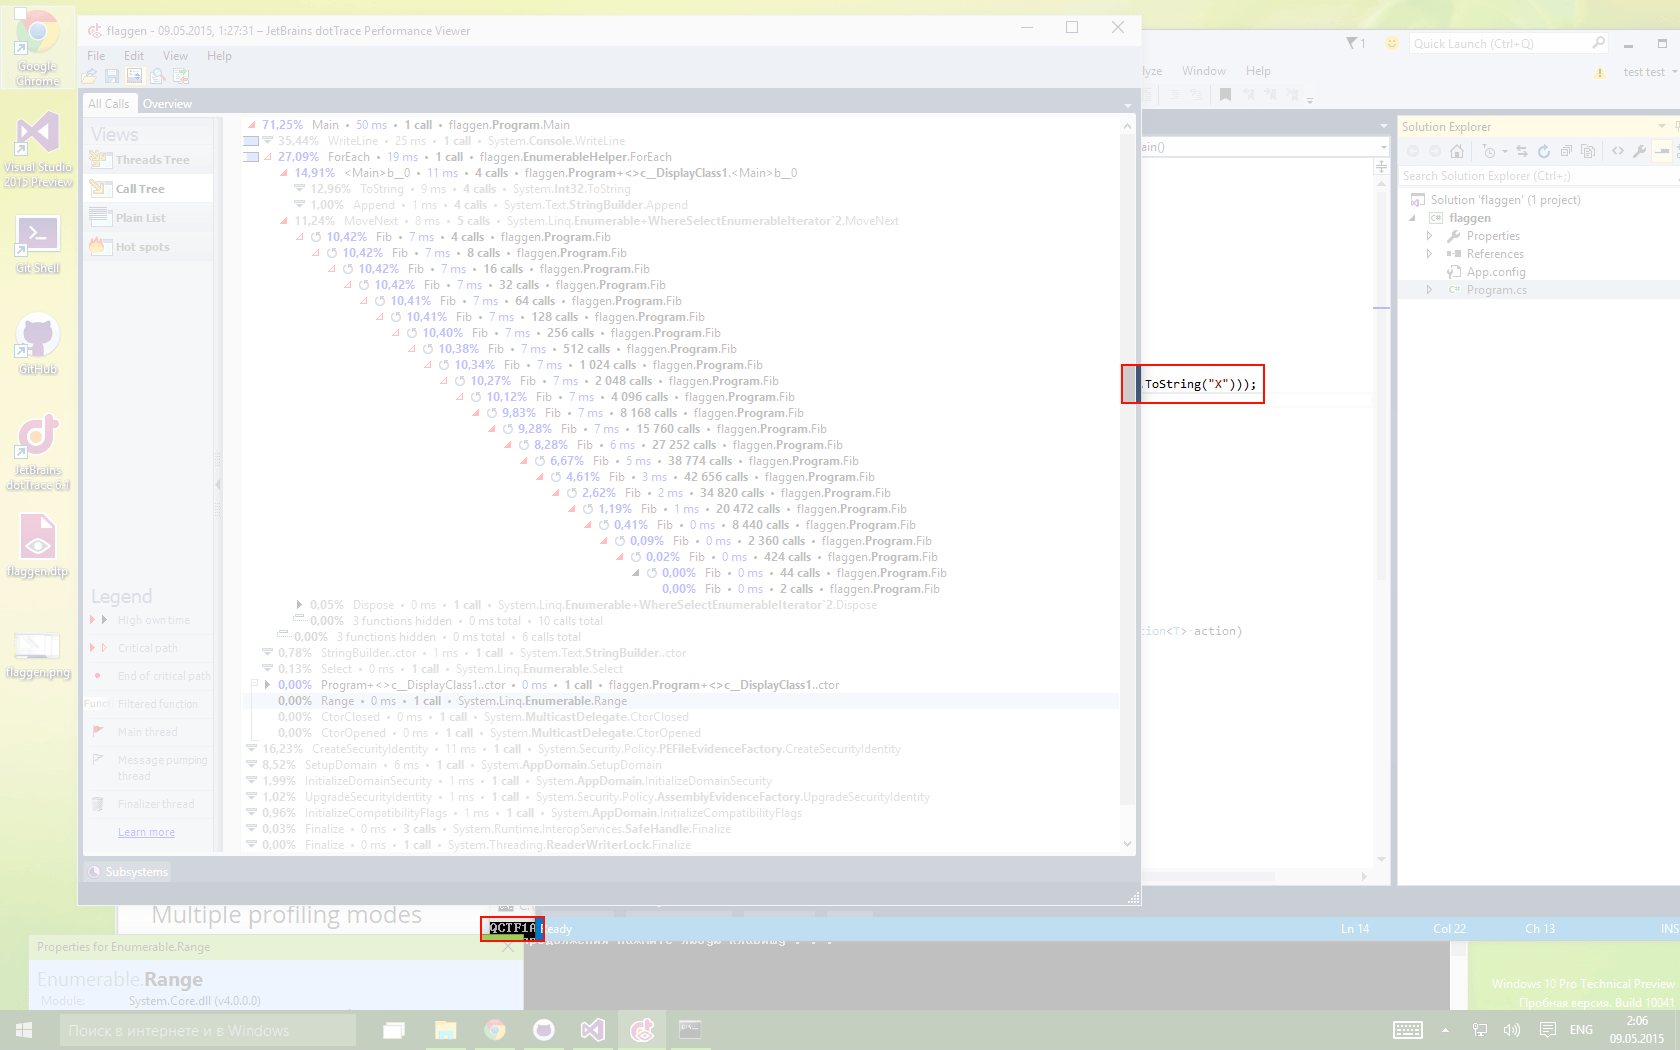 Google
Chrome
Visual Studio
2015 Preview
Git Shell
GitHub
JetBrains
dotTrace 6.1
flaggen.dtp
flaggen.png
flaggen - 09.05.2015, 1:27:31 – JetBrains dotTrace Performance Viewer
File Edit View Help
All Calls Overview
Views
Threads Tree
Call Tree
Plain List
Hot spots
Legend
High own time
Critical path
End of critical path
Func Filtered function
Main thread
Message pumping
thread
Finalizer thread
Learn more
Subsystems
71,25% Main • 50 ms • 1 call • flaggen.Program.Main
35,44% WriteLine • 25 ms • 1 call • System.Console.WriteLine
27,09% ForEach • 19 ms • 1 call • flaggen.EnumerableHelper.ForEach
14,91% <Main>b__0 • 11 ms • 4 calls • flaggen.Program+<>c__DisplayClass1.<Main>b__0
12,96% ToString • 9 ms • 4 calls • System.Int32.ToString
1,00% Append • 1 ms • 4 calls • System.Text.StringBuilder.Append
11,24% MoveNext • 8 ms • 5 calls • System.Linq.Enumerable+WhereSelectEnumerableIterator`2.MoveNext
10,42% Fib • 7 ms • 4 calls • flaggen.Program.Fib
10,42% Fib • 7 ms • 8 calls • flaggen.Program.Fib
10,42% Fib • 7 ms • 16 calls • flaggen.Program.Fib
10,42% Fib • 7 ms • 32 calls • flaggen.Program.Fib
10,41% Fib • 7 ms • 64 calls • flaggen.Program.Fib
10,41% Fib • 7 ms • 128 calls • flaggen.Program.Fib
10,40% Fib • 7 ms • 256 calls • flaggen.Program.Fib
10,38% Fib • 7 ms • 512 calls • flaggen.Program.Fib
10,34% Fib • 7 ms • 1 024 calls • flaggen.Program.Fib
10,27% Fib • 7 ms • 2 048 calls • flaggen.Program.Fib
10,12% Fib • 7 ms • 4 096 calls • flaggen.Program.Fib
9,83% Fib • 7 ms • 8 168 calls • flaggen.Program.Fib
9,28% Fib • 7 ms • 15 760 calls • flaggen.Program.Fib
8,28% Fib • 6 ms • 27 252 calls • flaggen.Program.Fib
6,67% Fib • 5 ms • 38 774 calls • flaggen.Program.Fib
4,61% Fib • 3 ms • 42 656 calls • flaggen.Program.Fib
2,62% Fib • 2 ms • 34 820 calls • flaggen.Program.Fib
1,19% Fib • 1 ms • 20 472 calls • flaggen.Program.Fib
0,41% Fib • 0 ms • 8 440 calls • flaggen.Program.Fib
0,09% Fib • 0 ms • 2 360 calls • flaggen.Program.Fib
0,02% Fib • 0 ms • 424 calls • flaggen.Program.Fib
0,00% Fib • 0 ms • 44 calls • flaggen.Program.Fib
0,00% Fib • 0 ms • 2 calls • flaggen.Program.Fib
0,05% Dispose • 0 ms • 1 call • System.Linq.Enumerable+WhereSelectEnumerableIterator`2.Dispose
0,00% 3 functions hidden • 0 ms total • 10 calls total
0,00% 3 functions hidden • 0 ms total • 6 calls total
0,78% StringBuilder..ctor • 1 ms • 1 call • System.Text.StringBuilder..ctor
0,13% Select • 0 ms • 1 call • System.Linq.Enumerable.Select
0,00% Program+<>c__DisplayClass1..ctor • 0 ms • 1 call • flaggen.Program+<>c__DisplayClass1..ctor
0,00% Range • 0 ms • 1 call • System.Linq.Enumerable.Range
0,00% CtorClosed • 0 ms • 1 call • System.MulticastDelegate.CtorClosed
0,00% CtorOpened • 0 ms • 1 call • System.MulticastDelegate.CtorOpened
16,23% CreateSecurityIdentity • 11 ms • 1 call • System.Security.Policy.PEFileEvidenceFactory.CreateSecurityIdentity
8,52% SetupDomain • 6 ms • 1 call • System.AppDomain.SetupDomain
1,99% InitializeDomainSecurity • 1 ms • 1 call • System.AppDomain.InitializeDomainSecurity
1,02% UpgradeSecurityIdentity • 1 ms • 1 call • System.Security.Policy.AssemblyEvidenceFactory.UpgradeSecurityIdentity
0,96% InitializeCompatibilityFlags • 1 ms • 1 call • System.AppDomain.InitializeCompatibilityFlags
0,03% Finalize • 0 ms • 3 calls • System.Runtime.InteropServices.SafeHandle.Finalize
0,00% Finalize • 0 ms • 1 call • System.Threading.ReaderWriterLock.Finalize
1 Quick Launch (Ctrl+Q)
lyze Window Help test test
ain()
.ToString("X")));
tion<T> action)
Solution Explorer
Search Solution Explorer (Ctrl+;)
Solution 'flaggen' (1 project)
flaggen
Properties
References
App.config
Program.cs
Multiple profiling modes
QCTF1A
Ready Ln 14 Col 22 Ch 13 INS
Properties for Enumerable.Range
Enumerable.Range
Module: System.Core.dll (v4.0.0.0)
Windows 10 Pro Technical Preview
Пробная версия. Build 10041
Поиск в интернете и в Windows
ENG
2:06
09.05.2015